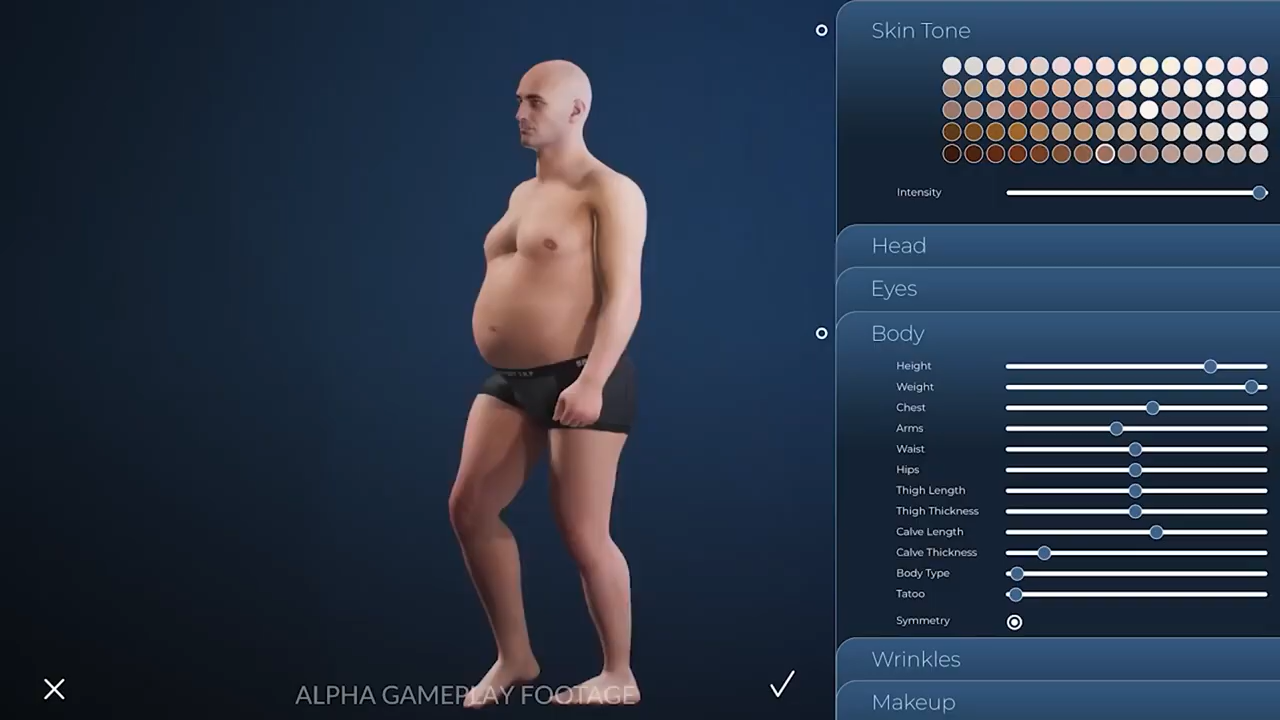 Skin Tone
Intensity
Head
Eyes
Body
Height
Weight
Chest
Arms
Waist
Hips
Thigh Length
Thigh Thickness
Calve Length
Calve Thickness
Body Type
Tatoo
Symmetry
Wrinkles
Makeup
ALPHA GAMEPLAY FOOTAGE